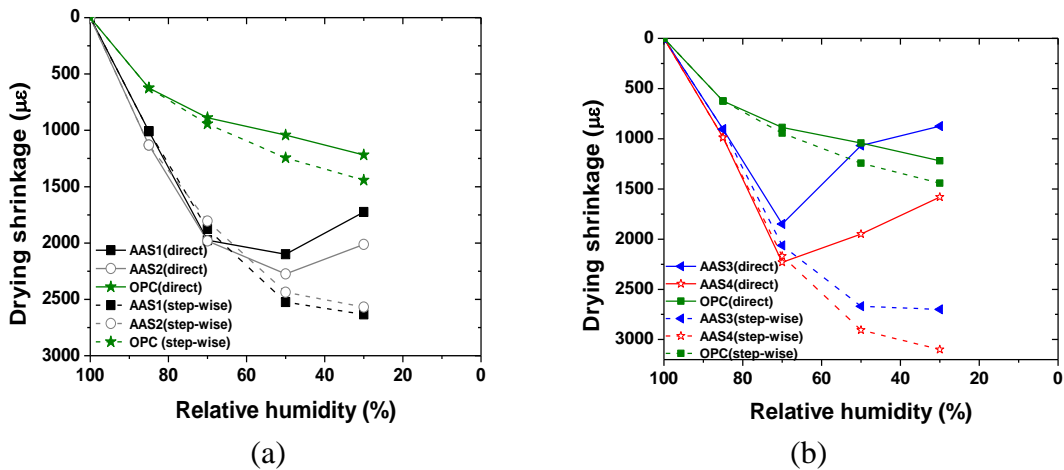 0
500
1000
1500
2000
2500
3000
Drying shrinkage (με)
AAS1(direct)
AAS2(direct)
OPC(direct)
AAS1(step-wise)
AAS2(step-wise)
OPC (step-wise)
100 80 60 40 20 0
Relative humidity (%)
(a)
0
500
1000
1500
2000
2500
3000
Drying shrinkage (με)
AAS3(direct)
AAS4(direct)
OPC(direct)
AAS3(step-wise)
AAS4(step-wise)
OPC(step-wise)
100 80 60 40 20 0
Relative humidity (%)
(b)